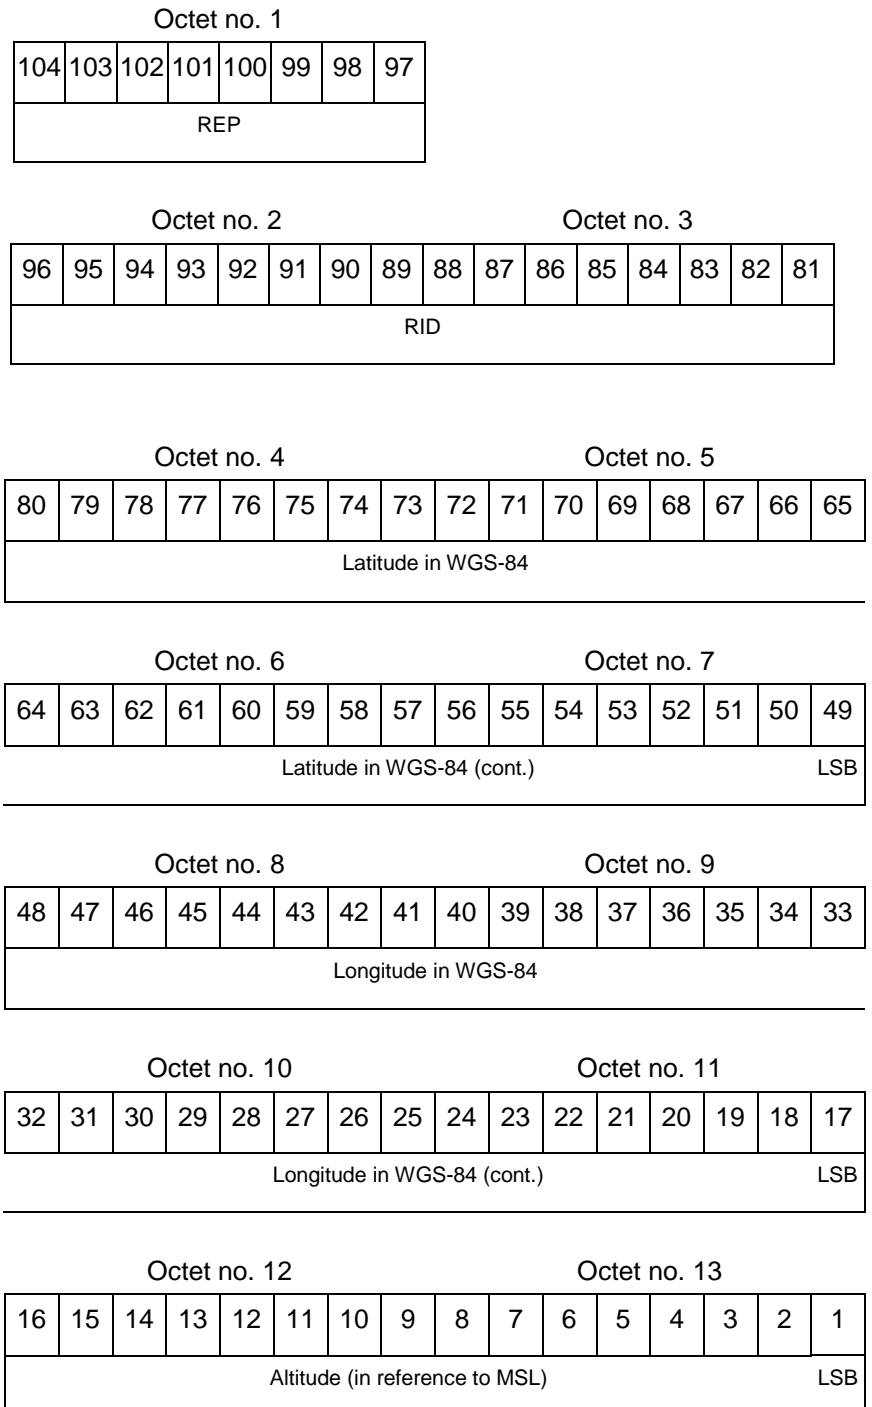 Octet no. 1
104 103 102 101 100 99 98 97
REP
Octet no. 2 Octet no. 3
96 95 94 93 92 91 90 89 88 87 86 85 84 83 82 81
RID
Octet no. 4 Octet no. 5
80 79 78 77 76 75 74 73 72 71 70 69 68 67 66 65
Latitude in WGS-84
Octet no. 6 Octet no. 7
64 63 62 61 60 59 58 57 56 55 54 53 52 51 50 49
Latitude in WGS-84 (cont.) LSB
Octet no. 8 Octet no. 9
48 47 46 45 44 43 42 41 40 39 38 37 36 35 34 33
Longitude in WGS-84
Octet no. 10 Octet no. 11
32 31 30 29 28 27 26 25 24 23 22 21 20 19 18 17
Longitude in WGS-84 (cont.) LSB
Octet no. 12 Octet no. 13
16 15 14 13 12 11 10 9 8 7 6 5 4 3 2 1
Altitude (in reference to MSL) LSB